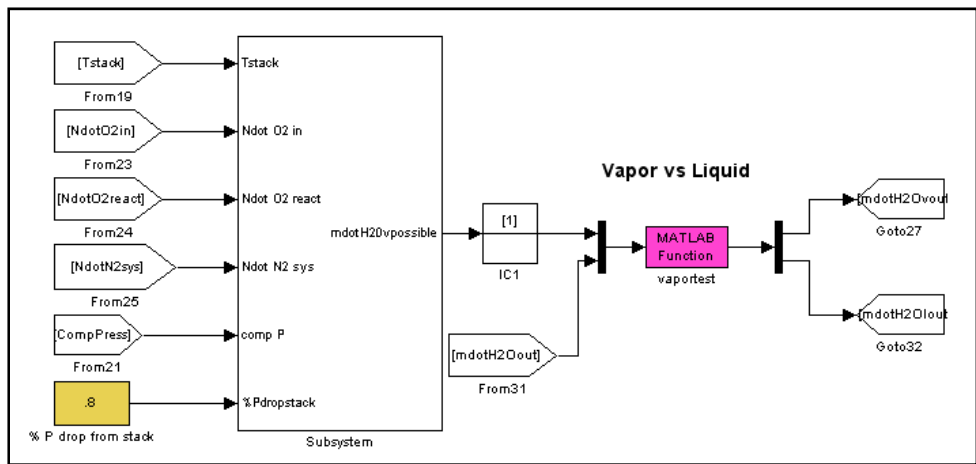 [Tstack]
From19
[NdotO2in]
From23
[NdotO2react]
From24
[NdotN2sys]
From25
[CompPress]
From21
.8
% P drop from stack
Tstack
Ndot O2 in
Ndot O2 react
Ndot N2 sys
comp P
%Pdropstack
mdotH20vpossible
Subsystem
[1]
IC1
[mdotH2Oout]
From31
Vapor vs Liquid
MATLAB
Function
vaportest
[mdotH2Ovout
Goto27
[mdotH2Olout
Goto32